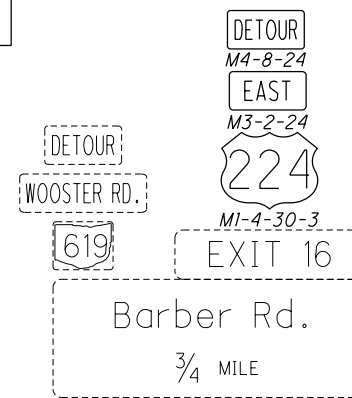 DETOUR
M4-8-24
EAST
M3-2-24
DETOUR
WOOSTER RD.
619
224
M1-4-30-3
EXIT 16
Barber Rd.
3/4 MILE